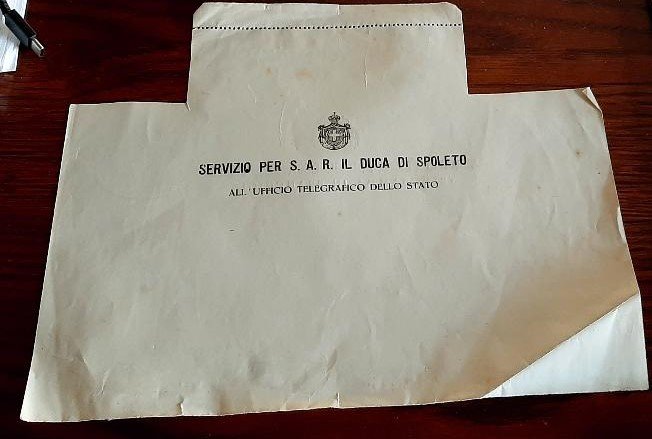 SERVIZIO PER S. A. R. IL DUCA DI SPOLETO
ALL'UFFICIO TELEGRAFICO DELLO STATO